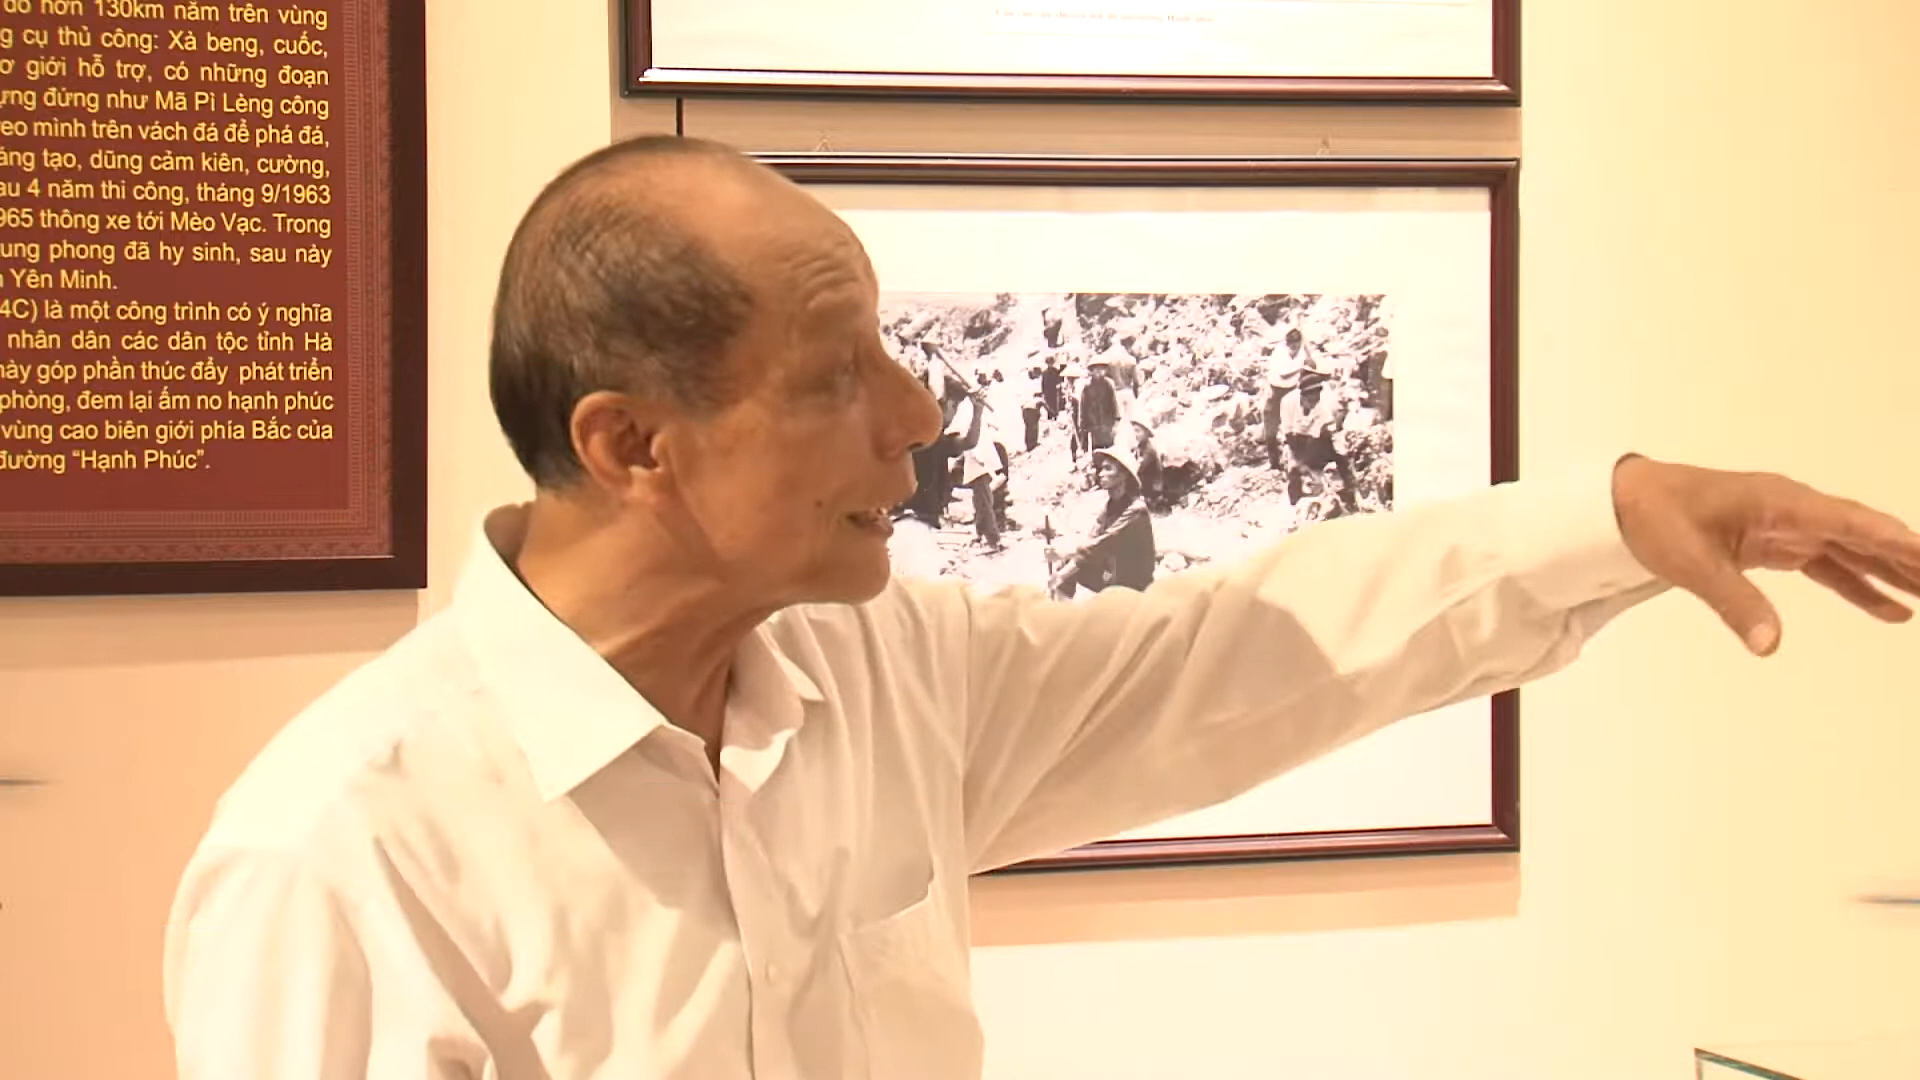 đó hơn 130km năm trên vùng
g cụ thủ công: Xà beng, cuốc,
ơ giới hỗ trợ, có những đoạn
ựng đứng như Mã Pì Lèng công
eo mình trên vách đá để phá đá,
áng tạo, dũng cảm kiên, cường,
au 4 năm thi công, tháng 9/1963
965 thông xe tới Mèo Vạc. Trong
ung phong đã hy sinh, sau này
Yên Minh.
4C) là một công trình có ý nghĩa
nhân dân các dân tộc tỉnh Hà
này góp phần thúc đẩy phát triển
phòng, đem lại ấm no hạnh phúc
vùng cao biên giới phía Bắc của
đường “Hạnh Phúc”.